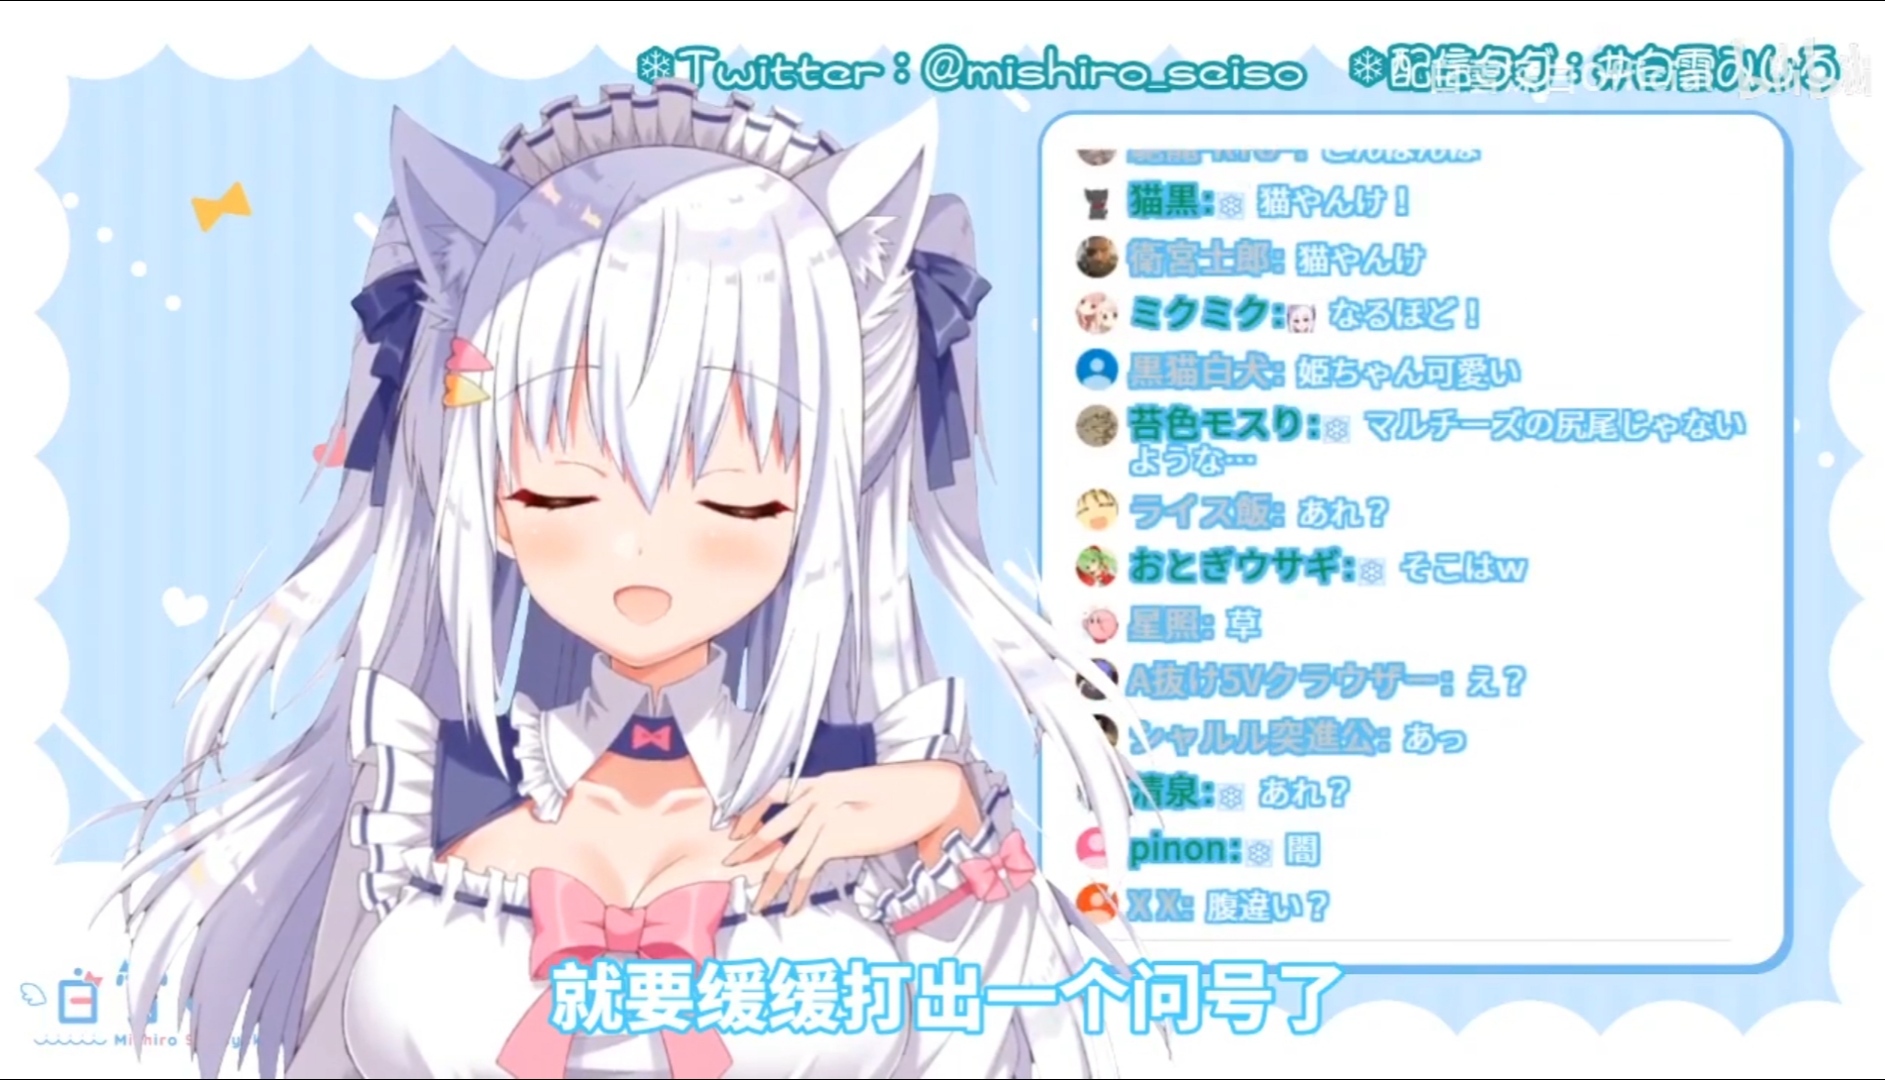 ❄Twitter：@mishiro_seiso ❄配信タグ：#白雪みしろ
猫黒: 猫やんけ！
衛宮士郎: 猫やんけ
ミクミク: なるほど！
黒猫白犬: 姫ちゃん可愛い
苔色モスり: マルチーズの尻尾じゃない
ような…
ライス飯: あれ？
おとぎウサギ: そこはw
星照: 草
A抜け5Vクラウザー: え？
シャルル突進公: あっ
清泉: あれ？
pinon: 闇
X X: 腹違い？
就要缓缓打出一个问号了